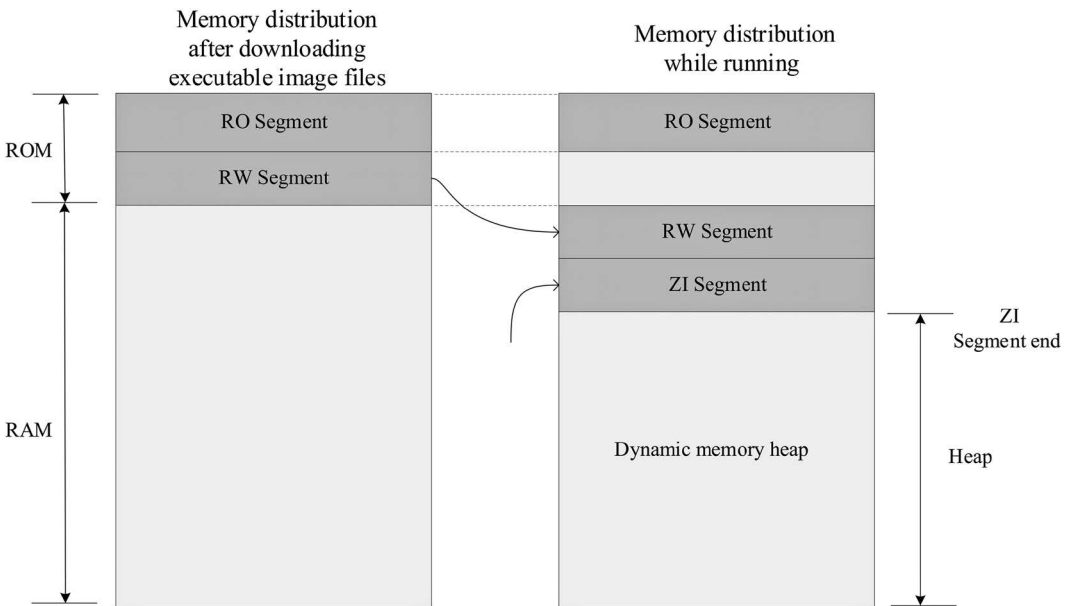 Memory distribution
after downloading
executable image files
Memory distribution
while running
ROM
RAM
RO Segment
RW Segment
RO Segment
RW Segment
ZI Segment
Dynamic memory heap
ZI
Segment end
Heap